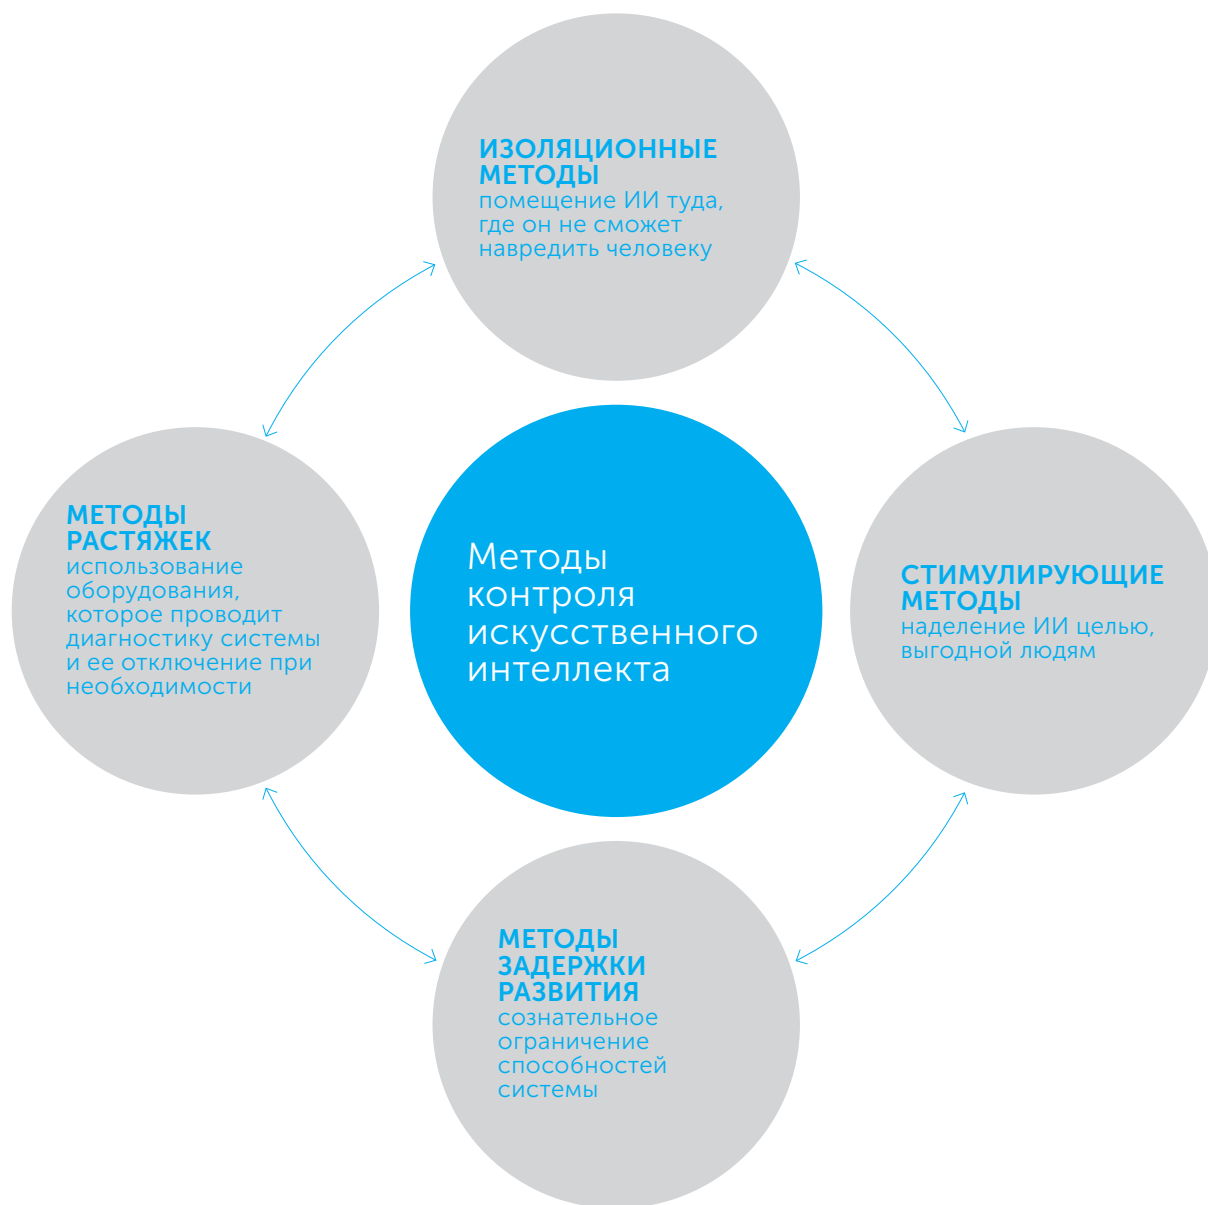 ИЗОЛЯЦИОННЫЕ
МЕТОДЫ
помещение ИИ туда,
где он не сможет
навредить человеку
МЕТОДЫ
РАСТЯЖЕК
использование
оборудования,
которое проводит
диагностику системы
и ее отключение при
необходимости
Методы
контроля
искусственного
интеллекта
СТИМУЛИРУЮЩИЕ
МЕТОДЫ
наделение ИИ целью,
выгодной людям
МЕТОДЫ
ЗАДЕРЖКИ
РАЗВИТИЯ
сознательное
ограничение
способностей
системы